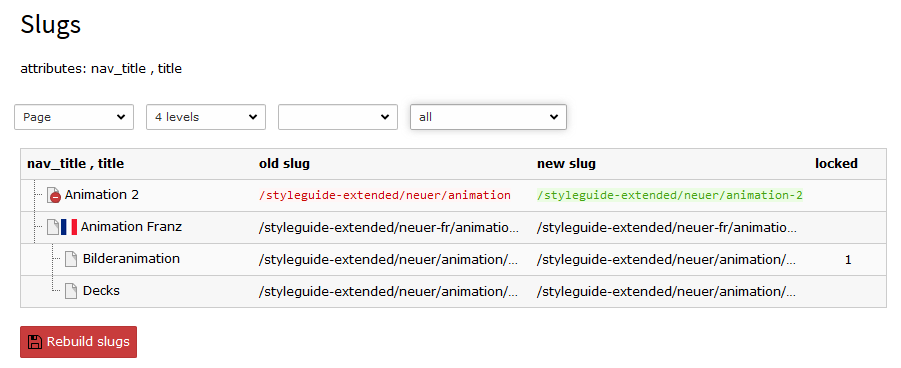 Slugs
attributes: nav_title , title
Page 4 levels all
nav_title , title old slug new slug locked
Animation 2 /styleguide-extended/neuer/animation /styleguide-extended/neuer/animation-2
Animation Franz /styleguide-extended/neuer-fr/animatio... /styleguide-extended/neuer-fr/animatio...
Bilderanimation /styleguide-extended/neuer/animation/... /styleguide-extended/neuer/animation/... 1
Decks /styleguide-extended/neuer/animation/... /styleguide-extended/neuer/animation/...
Rebuild slugs